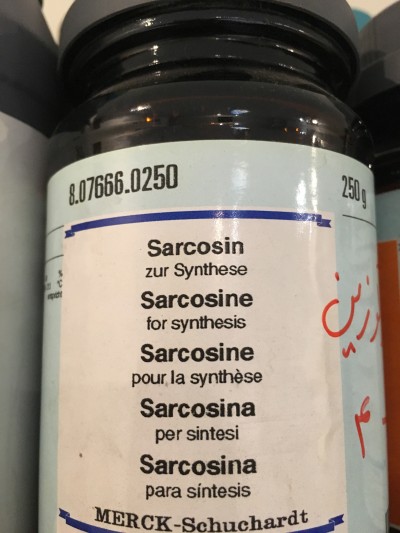 8.07666.0250
250 g
Sarcosin
zur Synthese
Sarcosine
for synthesis
Sarcosine
pour la synthèse
Sarcosina
per sintesi
Sarcosina
para síntesis
MERCK-Schuchardt